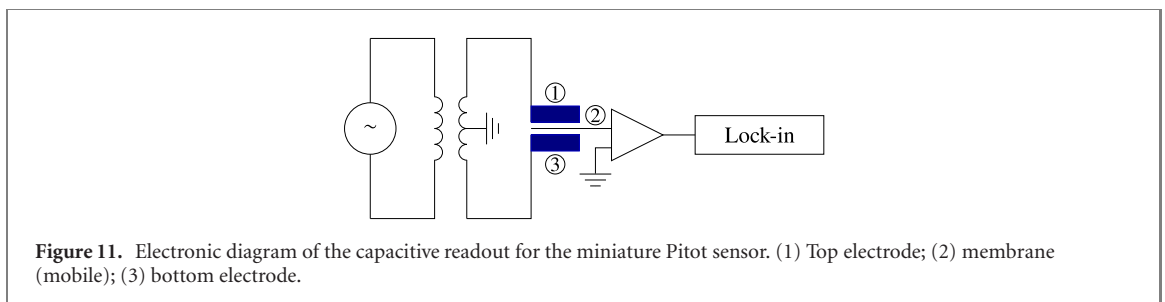 ①
②
~
Lock-in
③
Figure 11. Electronic diagram of the capacitive readout for the miniature Pitot sensor. (1) Top electrode; (2) membrane
(mobile); (3) bottom electrode.